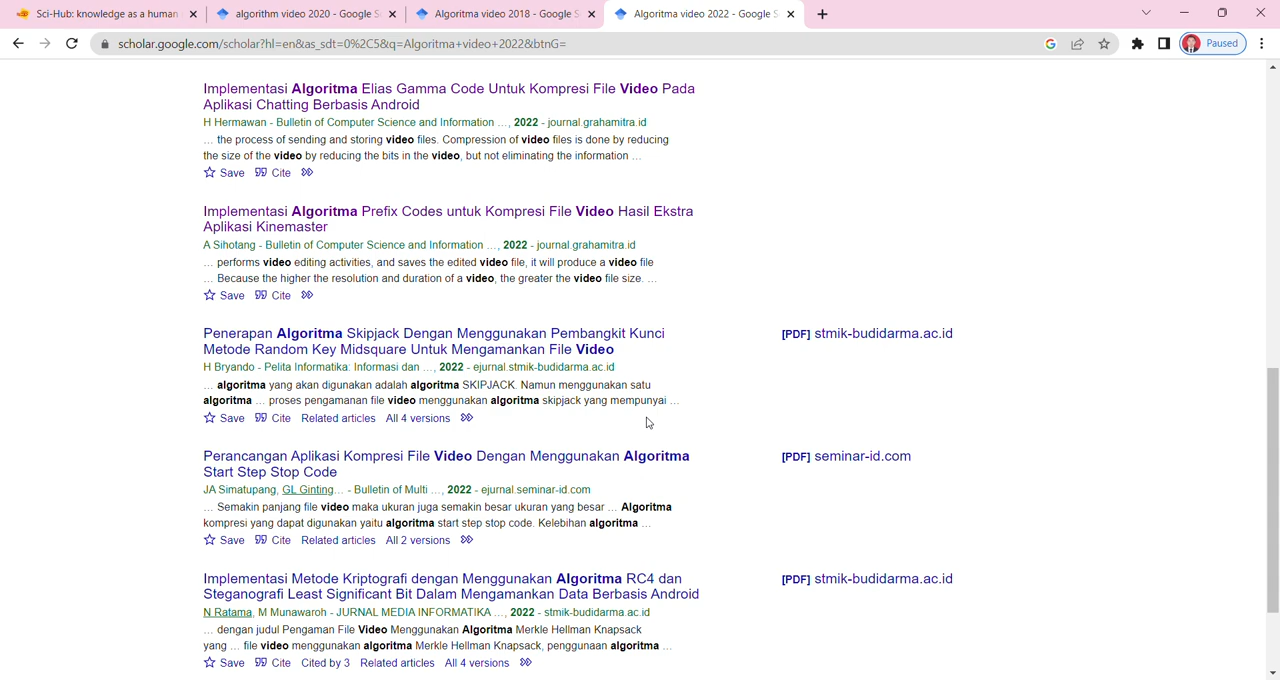 Sci-Hub: knowledge as a human
algorithm video 2020 - Google S
Algoritma video 2018 - Google S
Algoritma video 2022 - Google S
scholar.google.com/scholar?hl=en&as_sdt=0%2C5&q=Algoritma+video+2022&btnG=
Paused
Implementasi Algoritma Elias Gamma Code Untuk Kompresi File Video Pada
Aplikasi Chatting Berbasis Android
H Hermawan - Bulletin of Computer Science and Information ..., 2022 - journal.grahamitra.id
... the process of sending and storing video files. Compression of video files is done by reducing
the size of the video by reducing the bits in the video, but not eliminating the information ...
Save Cite
Implementasi Algoritma Prefix Codes untuk Kompresi File Video Hasil Ekstra
Aplikasi Kinemaster
A Sihotang - Bulletin of Computer Science and Information ..., 2022 - journal.grahamitra.id
... performs video editing activities, and saves the edited video file, it will produce a video file
... Because the higher the resolution and duration of a video, the greater the video file size. ...
Save Cite
Penerapan Algoritma Skipjack Dengan Menggunakan Pembangkit Kunci
Metode Random Key Midsquare Untuk Mengamankan File Video
[PDF] stmik-budidarma.ac.id
H Bryando - Pelita Informatika: Informasi dan ..., 2022 - ejurnal.stmik-budidarma.ac.id
... algoritma yang akan digunakan adalah algoritma SKIPJACK. Namun menggunakan satu
algoritma ... proses pengamanan file video menggunakan algoritma skipjack yang mempunyai ...
Save Cite Related articles All 4 versions
Perancangan Aplikasi Kompresi File Video Dengan Menggunakan Algoritma
Start Step Stop Code
[PDF] seminar-id.com
JA Simatupang, GL Ginting... - Bulletin of Multi ..., 2022 - ejurnal.seminar-id.com
... Semakin panjang file video maka ukuran juga semakin besar ukuran yang besar ... Algoritma
kompresi yang dapat digunakan yaitu algoritma start step stop code. Kelebihan algoritma ...
Save Cite Related articles All 2 versions
Implementasi Metode Kriptografi dengan Menggunakan Algoritma RC4 dan
Steganografi Least Significant Bit Dalam Mengamankan Data Berbasis Android
[PDF] stmik-budidarma.ac.id
N Ratama, M Munawaroh - JURNAL MEDIA INFORMATIKA ..., 2022 - stmik-budidarma.ac.id
... dengan judul Pengaman File Video Menggunakan Algoritma Merkle Hellman Knapsack
yang ... file video menggunakan algoritma Merkle Hellman Knapsack, penggunaan algoritma ...
Save Cite Cited by 3 Related articles All 4 versions